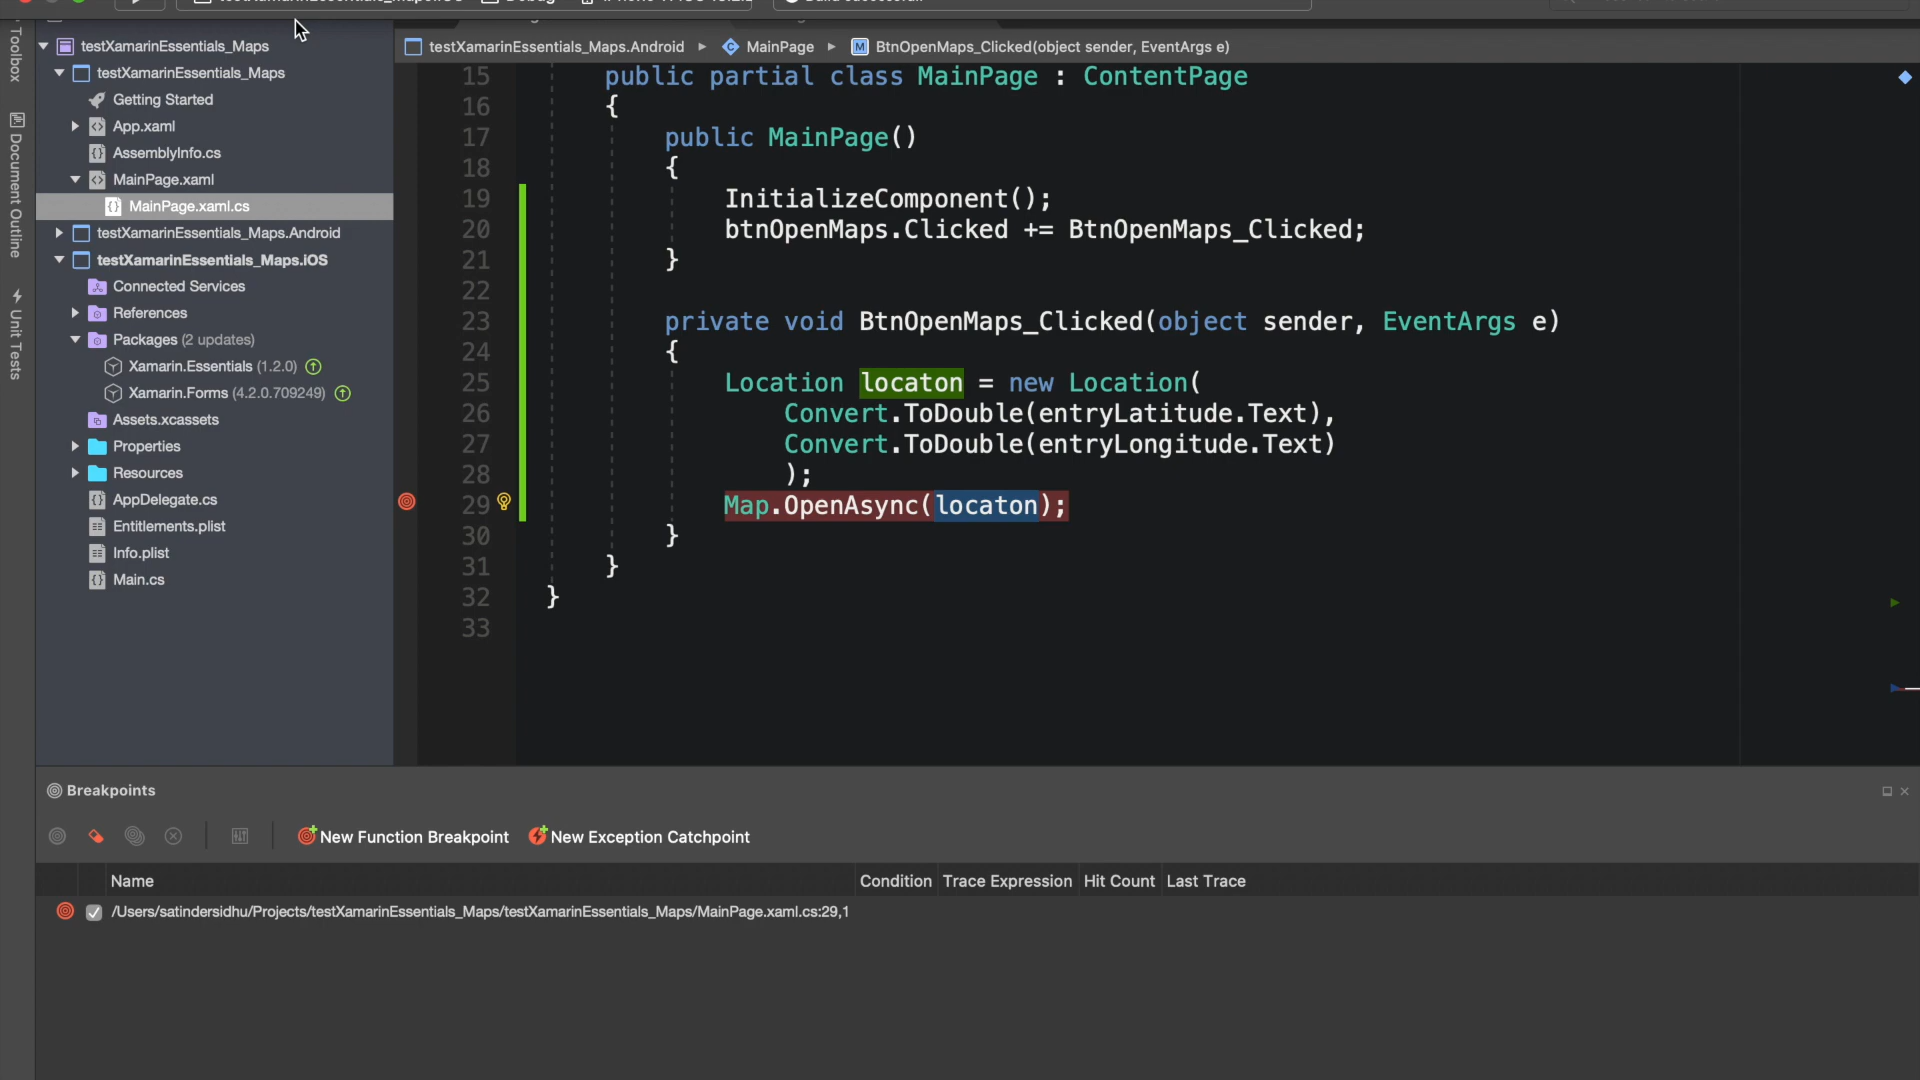 Toolbox
Document Outline
Unit Tests
testXamarinEssentials_Maps
testXamarinEssentials_Maps
Getting Started
App.xaml
AssemblyInfo.cs
MainPage.xaml
MainPage.xaml.cs
testXamarinEssentials_Maps.Android
testXamarinEssentials_Maps.iOS
Connected Services
References
Packages (2 updates)
Xamarin.Essentials (1.2.0)
Xamarin.Forms (4.2.0.709249)
Assets.xcassets
Properties
Resources
AppDelegate.cs
Entitlements.plist
Info.plist
Main.cs
testXamarinEssentials_Maps.Android MainPage M BtnOpenMaps_Clicked(object sender, EventArgs e)
15 public partial class MainPage : ContentPage
16 {
17 public MainPage()
18 {
19 InitializeComponent();
20 btnOpenMaps.Clicked += BtnOpenMaps_Clicked;
21 }
22
23 private void BtnOpenMaps_Clicked(object sender, EventArgs e)
24 {
25 Location locaton = new Location(
26 Convert.ToDouble(entryLatitude.Text),
27 Convert.ToDouble(entryLongitude.Text)
28 );
29 Map.OpenAsync(locaton);
30 }
31 }
32 }
33
Breakpoints
New Function Breakpoint New Exception Catchpoint
Name Condition Trace Expression Hit Count Last Trace
/Users/satindersidhu/Projects/testXamarinEssentials_Maps/testXamarinEssentials_Maps/MainPage.xaml.cs:29,1